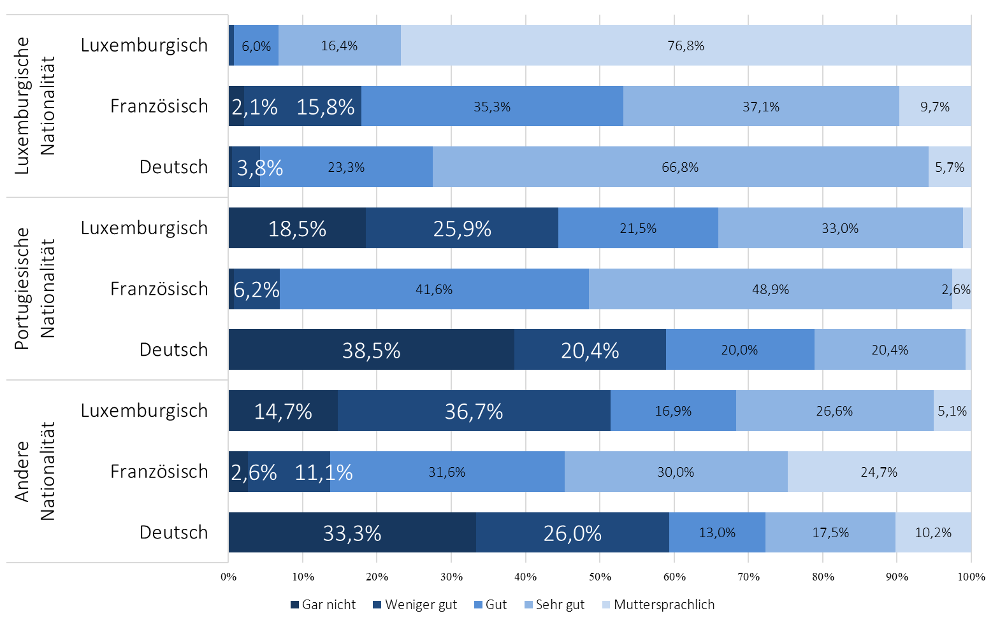 Luxemburgische
Nationalität
Luxemburgisch
6,0%
16,4%
76,8%
Französisch
2,1%
15,8%
35,3%
37,1%
9,7%
Deutsch
3,8%
23,3%
66,8%
5,7%
Portugiesische
Nationalität
Luxemburgisch
18,5%
25,9%
21,5%
33,0%
Französisch
6,2%
41,6%
48,9%
2,6%
Deutsch
38,5%
20,4%
20,0%
20,4%
Andere
Nationalität
Luxemburgisch
14,7%
36,7%
16,9%
26,6%
5,1%
Französisch
2,6%
11,1%
31,6%
30,0%
24,7%
Deutsch
33,3%
26,0%
13,0%
17,5%
10,2%
0% 10% 20% 30% 40% 50% 60% 70% 80% 90% 100%
Gar nicht Weniger gut Gut Sehr gut Muttersprachlich